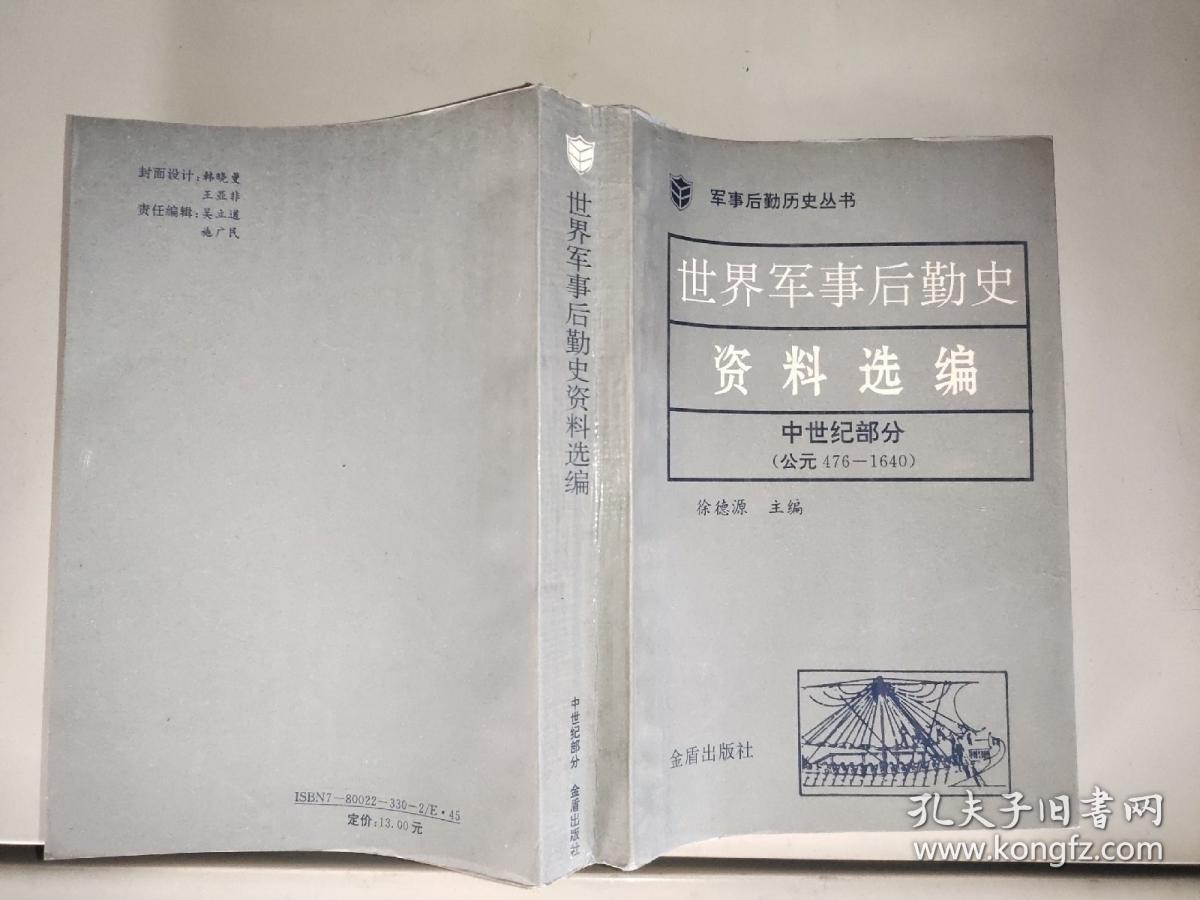 封面设计:韩晓曼
王亚非
责任编辑:吴立道
施广民
ISBN7—80022—330—2/E·45
定价:13.00元
世界军事后勤史资料选编
中世纪部分
金盾出版社
军事后勤历史丛书
世界军事后勤史
资料选编
中世纪部分
(公元 476—1640)
徐德源 主编
金盾出版社
孔夫子旧书网
www.kongfz.com